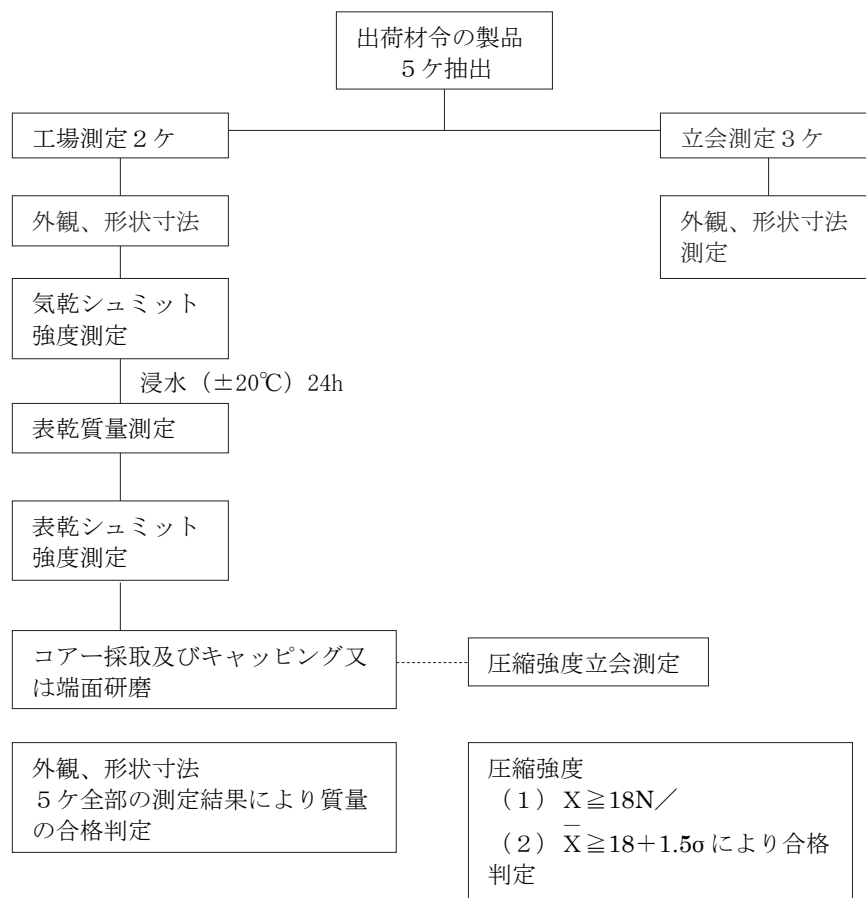 出荷材令の製品
５ケ抽出
工場測定２ケ
立会測定３ケ
外観、形状寸法
外観、形状寸法
測定
気乾シュミット
強度測定
浸水（±20℃）24h
表乾質量測定
表乾シュミット
強度測定
コアー採取及びキャッピング又
は端面研磨
圧縮強度立会測定
外観、形状寸法
５ケ全部の測定結果により質量
の合格判定
圧縮強度
（１）X≧18N／
（２）X̄≧18＋1.5σにより合格
判定